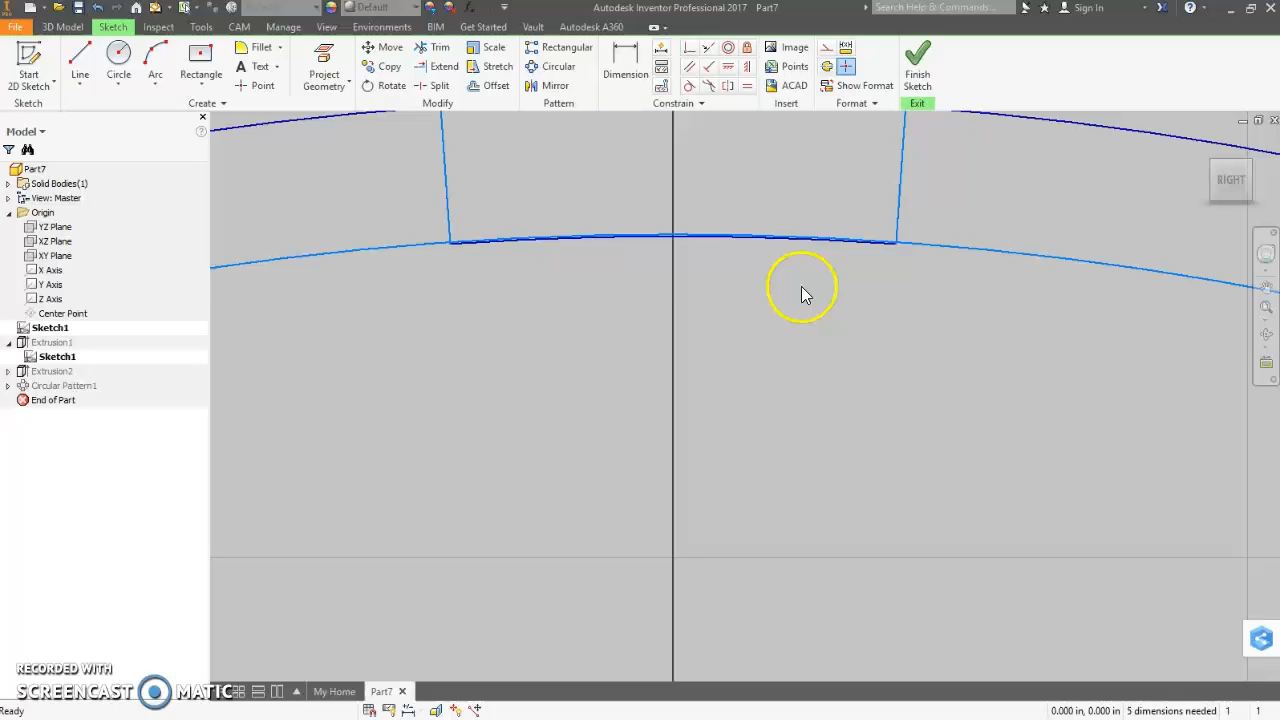 Default
Autodesk Inventor Professional 2017 Part7
Search Help & Commands...
Sign In
File
3D Model
Sketch
Inspect
Tools
CAM
Manage
View
Environments
BIM
Get Started
Vault
Autodesk A360
Start
2D Sketch
Line
Circle
Arc
Rectangle
Fillet
Text
Point
Project
Geometry
Move
Copy
Rotate
Trim
Extend
Split
Scale
Stretch
Offset
Rectangular
Circular
Mirror
Dimension
Image
Points
ACAD
Show Format
Finish
Sketch
Sketch
Create
Modify
Pattern
Constrain
Insert
Format
Exit
Model
Part7
Solid Bodies(1)
View: Master
Origin
YZ Plane
XZ Plane
XY Plane
X Axis
Y Axis
Z Axis
Center Point
Sketch1
Extrusion1
Sketch1
Extrusion2
Circular Pattern1
End of Part
RIGHT
RECORDED WITH
SCREENCAST MATIC
My Home
Part7
Ready
0.000 in, 0.000 in
5 dimensions needed
1
1